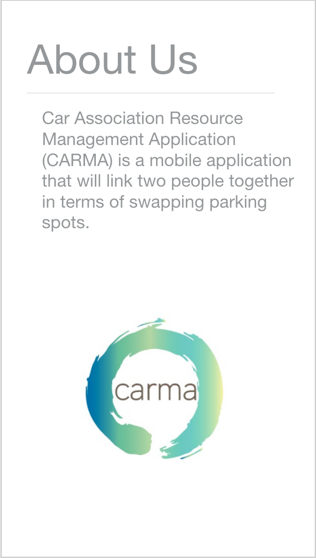 About Us
Car Association Resource
Management Application
(CARMA) is a mobile application
that will link two people together
in terms of swapping parking
spots.
carma